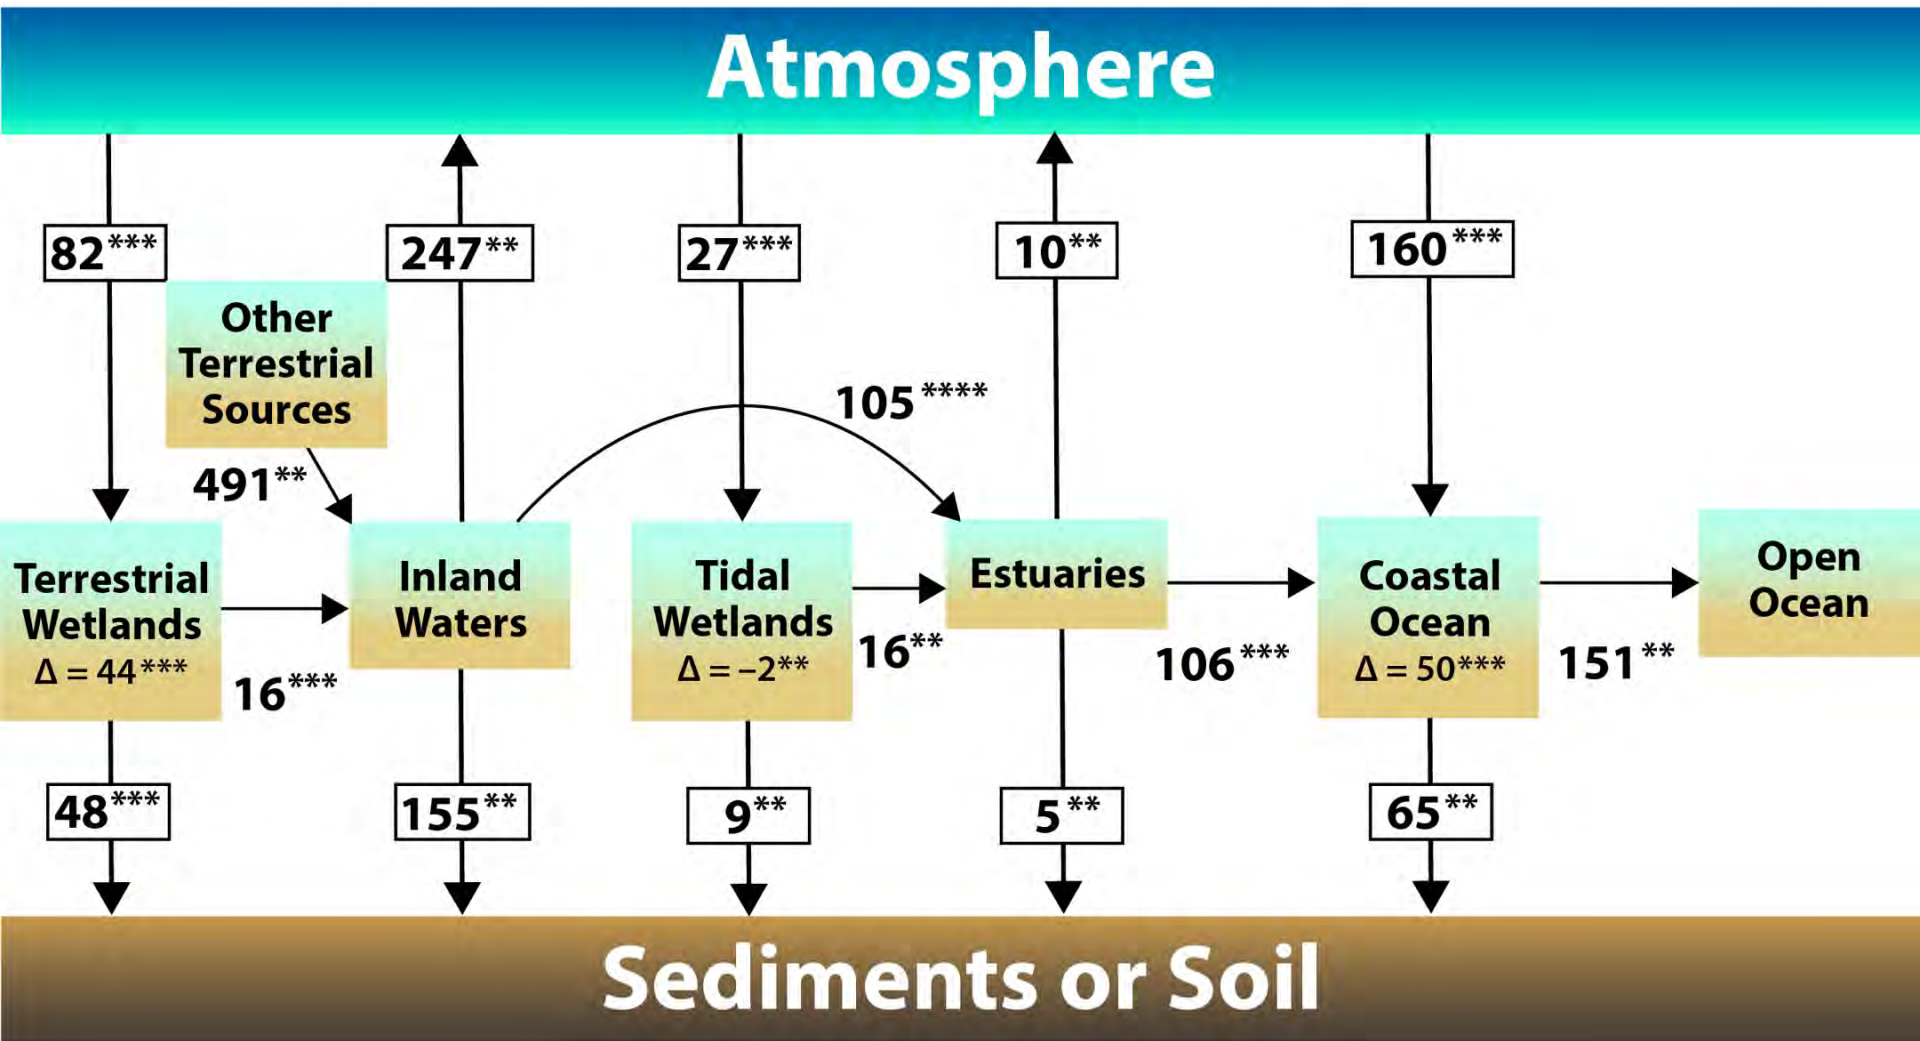 Atmosphere
82***
247**
27***
10**
160***
Other
Terrestrial
Sources
105****
491**
Terrestrial
Wetlands
Δ = 44***
16***
Inland
Waters
Tidal
Wetlands
Δ = –2**
16**
Estuaries
106***
Coastal
Ocean
Δ = 50***
151**
Open
Ocean
48***
155**
9**
5**
65**
Sediments or Soil